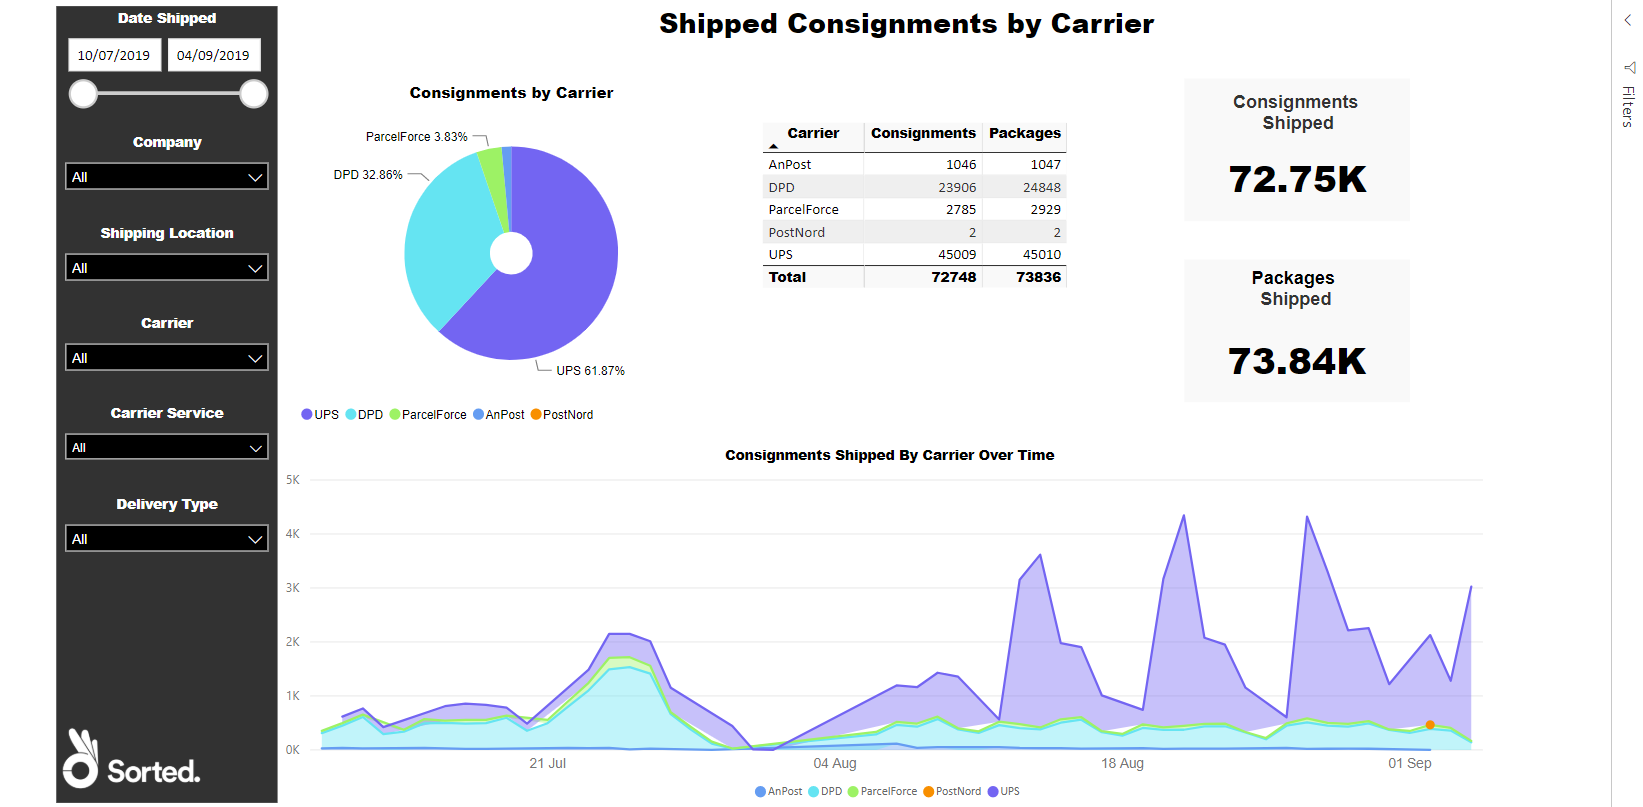 Date Shipped
10/07/2019 04/09/2019
Company
All
Shipping Location
All
Carrier
All
Carrier Service
All
Delivery Type
All
Sorted.
Shipped Consignments by Carrier
Consignments by Carrier
ParcelForce 3.83%
DPD 32.86%
UPS 61.87%
UPS DPD ParcelForce AnPost PostNord
Carrier Consignments Packages
AnPost 1046 1047
DPD 23906 24848
ParcelForce 2785 2929
PostNord 2 2
UPS 45009 45010
Total 72748 73836
Consignments
Shipped
72.75K
Packages
Shipped
73.84K
Consignments Shipped By Carrier Over Time
5K
4K
3K
2K
1K
0K
21 Jul 04 Aug 18 Aug 01 Sep
AnPost DPD ParcelForce PostNord UPS
Filters